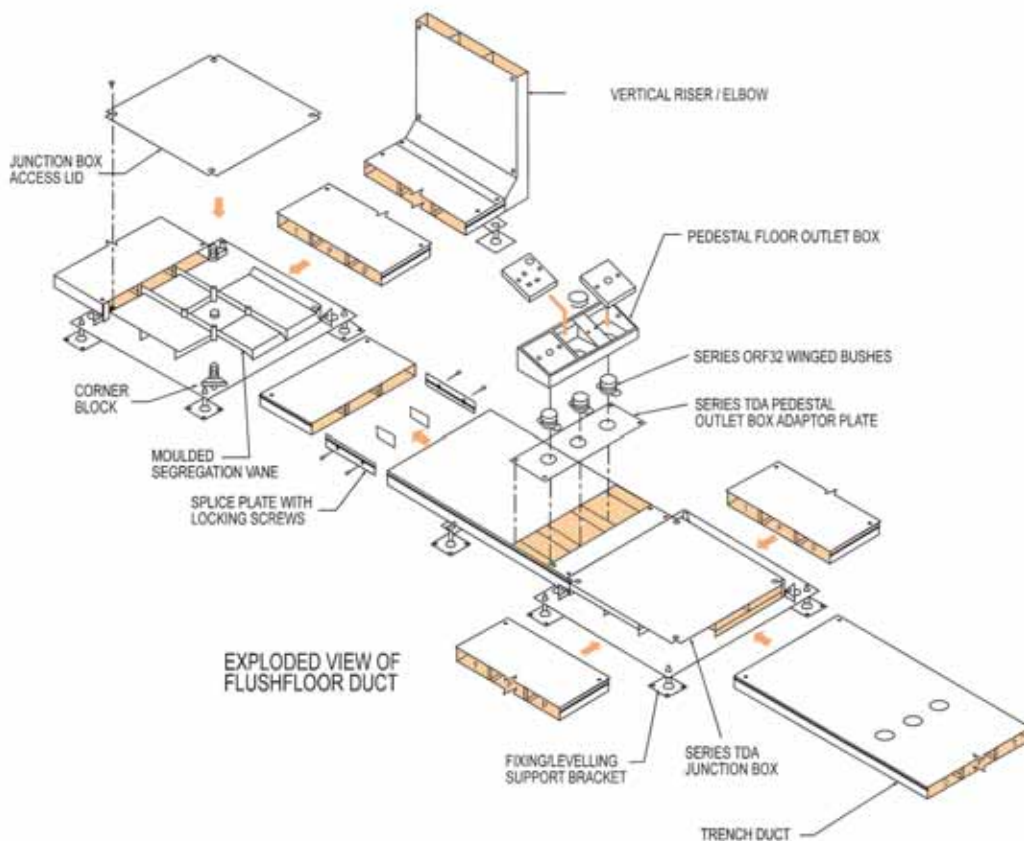 VERTICAL RISER / ELBOW
JUNCTION BOX
ACCESS LID
PEDESTAL FLOOR OUTLET BOX
SERIES ORF32 WINGED BUSHES
CORNER
BLOCK
SERIES TDA PEDESTAL
OUTLET BOX ADAPTOR PLATE
MOULDED
SEGREGATION VANE
SPLICE PLATE WITH
LOCKING SCREWS
EXPLODED VIEW OF
FLUSHFLOOR DUCT
FIXING/LEVELLING
SUPPORT BRACKET
SERIES TDA
JUNCTION BOX
TRENCH DUCT